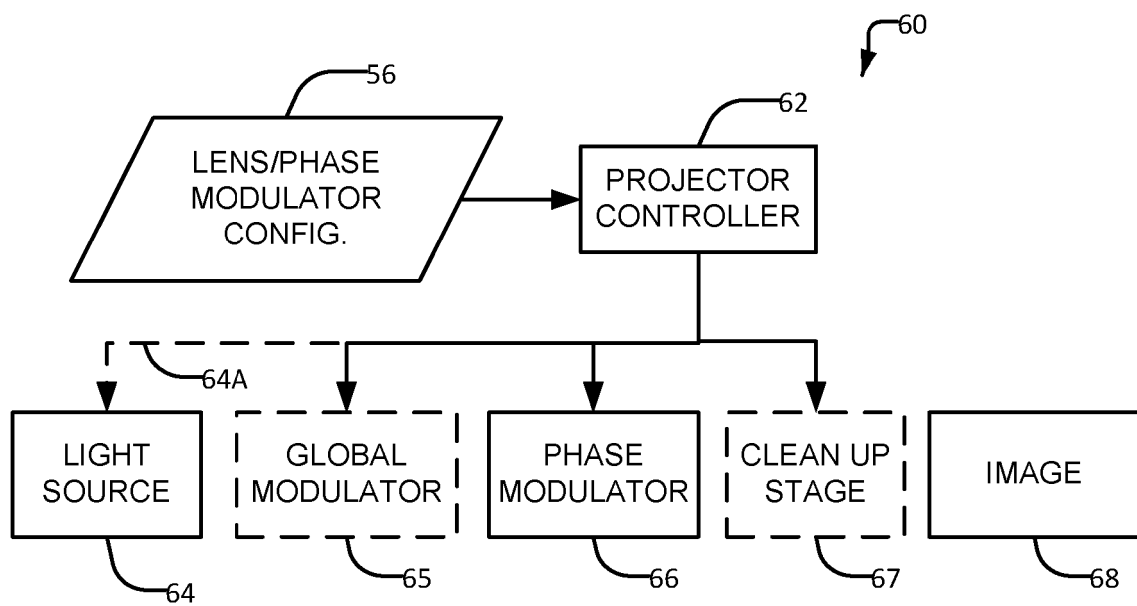 60
56
62
LENS/PHASE
MODULATOR
CONFIG.
PROJECTOR
CONTROLLER
64A
LIGHT
SOURCE
GLOBAL
MODULATOR
PHASE
MODULATOR
CLEAN UP
STAGE
IMAGE
64
65
66
67
68